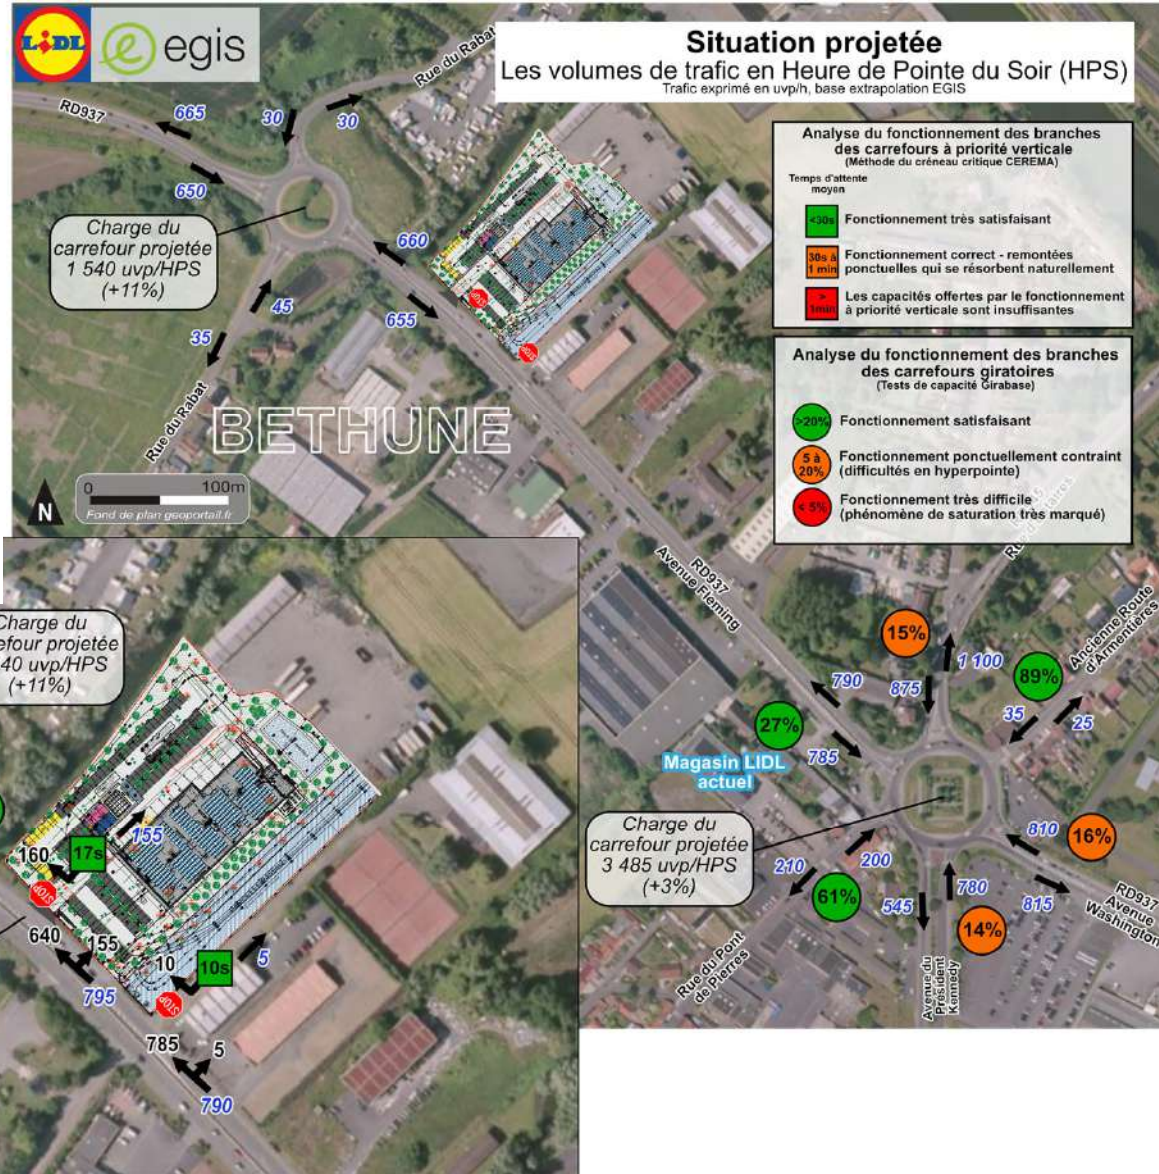 LiDL
egis
Situation projetée
Les volumes de trafic en Heure de Pointe du Soir (HPS)
Trafic exprimé en uvp/h, base extrapolation EGIS
Rue du Rabat
RD937
665
30
30
650
Charge du
carrefour projetée
1 540 uvp/HPS
(+11%)
660
655
45
35
Rue du Rabat
STOP
STOP
BETHUNE
0 100m
Fond de plan geoportail.fr
N
Analyse du fonctionnement des branches
des carrefours à priorité verticale
(Méthode du créneau critique CEREMA)
Temps d'attente
moyen
<30s Fonctionnement très satisfaisant
30s à
1 min
Fonctionnement correct - remontées
ponctuelles qui se résorbent naturellement
>
1min
Les capacités offertes par le fonctionnement
à priorité verticale sont insuffisantes
Analyse du fonctionnement des branches
des carrefours giratoires
(Tests de capacité Girabase)
>20% Fonctionnement satisfaisant
5 à
20%
Fonctionnement ponctuellement contraint
(difficultés en hyperpointe)
< 5%
Fonctionnement très difficile
(phénomène de saturation très marqué)
RD937
Avenue Fleming
Ancienne Route
d'Armentières
15%
1 100
875
790
89%
35
25
27%
785
Magasin LIDL
actuel
Charge du
carrefour projetée
3 485 uvp/HPS
(+3%)
210
200
61%
545
780
14%
810
16%
815
RD937
Avenue
Washington
Rue du Pont
de Pierres
Avenue du
Président
Kennedy
Charge du
efour projetée
40 uvp/HPS
(+11%)
160
17s
155
STOP
640
155
795
10
10s
5
STOP
785
5
790